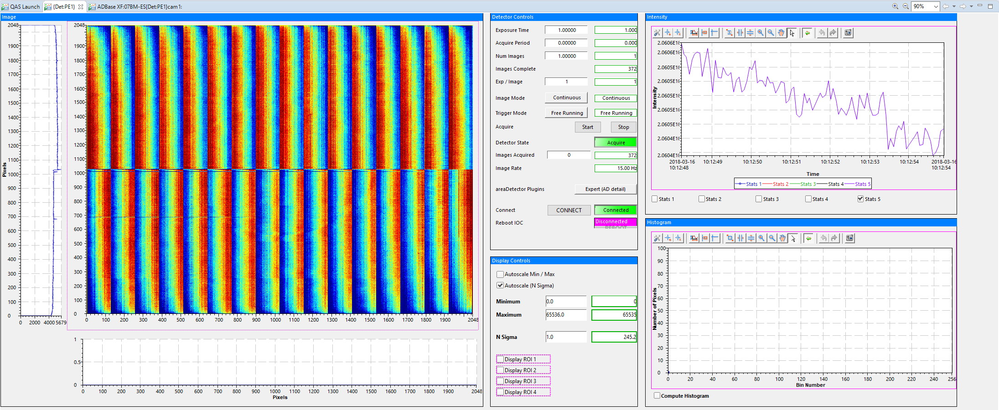 QAS Launch {Det:PE1} ADBase XF:07BM-ES{Det:PE1}cam1: 90%
Image
2048
1900
1800
1700
1600
1500
1400
1300
1200
1100
1000
900
800
700
600
500
400
300
200
100
0
Pixels
0 2000 4000 5679
2048
1900
1800
1700
1600
1500
1400
1300
1200
1100
1000
900
800
700
600
500
400
300
200
100
0
0 100 200 300 400 500 600 700 800 900 1000 1100 1200 1300 1400 1500 1600 1700 1800 1900 2048
1
0.5
0
0 100 200 300 400 500 600 700 800 900 1000 1100 1200 1300 1400 1500 1600 1700 1800 1900 2048
Pixels
Detector Controls
Exposure Time 1.00000 1.000
Acquire Period 0.00000 0.000
Num Images 1.00000 1
Images Complete 372
Exp / Image 1 1
Image Mode Continuous Continuous
Trigger Mode Free Running Free Running
Acquire Start Stop
Detector State Acquire
Images Acquired 0 372
Image Rate 15.00 Hz
areaDetector Plugins Expert (AD detail)
Connect CONNECT Connected
Reboot IOC Disconnected
REBOOT
Display Controls
Autoscale Min / Max
Autoscale (N Sigma)
Minimum 0.0 0
Maximum 65536.0 65535
N Sigma 1.0 245.2
Display ROI 1
Display ROI 2
Display ROI 3
Display ROI 4
Intensity
2.0606E10
2.0606E10
2.0605E10
2.0605E10
2.0605E10
2.0605E10
2.0605E10
2.0604E10
2.0604E10
Intensity
2018-03-16 10:12:49 10:12:50 10:12:51 10:12:52 10:12:53 10:12:54 2018-03-16
10:12:48 10:12:54
Time
Stats 1 Stats 2 Stats 3 Stats 4 Stats 5
Stats 1 Stats 2 Stats 3 Stats 4 Stats 5
Histogram
100
90
80
70
60
50
40
30
20
10
0
Number of Pixels
0 20 40 60 80 100 120 140 160 180 200 220 240 256
Bin Number
Compute Histogram